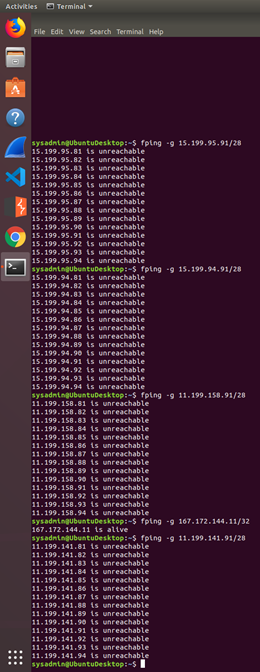 Activities Terminal
File Edit View Search Terminal Help
sysadmin@UbuntuDesktop:~$ fping -g 15.199.95.91/28
15.199.95.81 is unreachable
15.199.95.82 is unreachable
15.199.95.83 is unreachable
15.199.95.84 is unreachable
15.199.95.85 is unreachable
15.199.95.86 is unreachable
15.199.95.87 is unreachable
15.199.95.88 is unreachable
15.199.95.89 is unreachable
15.199.95.90 is unreachable
15.199.95.91 is unreachable
15.199.95.92 is unreachable
15.199.95.93 is unreachable
15.199.95.94 is unreachable
sysadmin@UbuntuDesktop:~$ fping -g 15.199.94.91/28
15.199.94.81 is unreachable
15.199.94.82 is unreachable
15.199.94.83 is unreachable
15.199.94.84 is unreachable
15.199.94.85 is unreachable
15.199.94.86 is unreachable
15.199.94.87 is unreachable
15.199.94.88 is unreachable
15.199.94.89 is unreachable
15.199.94.90 is unreachable
15.199.94.91 is unreachable
15.199.94.92 is unreachable
15.199.94.93 is unreachable
15.199.94.94 is unreachable
sysadmin@UbuntuDesktop:~$ fping -g 11.199.158.91/28
11.199.158.81 is unreachable
11.199.158.82 is unreachable
11.199.158.83 is unreachable
11.199.158.84 is unreachable
11.199.158.85 is unreachable
11.199.158.86 is unreachable
11.199.158.87 is unreachable
11.199.158.88 is unreachable
11.199.158.89 is unreachable
11.199.158.90 is unreachable
11.199.158.91 is unreachable
11.199.158.92 is unreachable
11.199.158.93 is unreachable
11.199.158.94 is unreachable
sysadmin@UbuntuDesktop:~$ fping -g 167.172.144.11/32
167.172.144.11 is alive
sysadmin@UbuntuDesktop:~$ fping -g 11.199.141.91/28
11.199.141.81 is unreachable
11.199.141.82 is unreachable
11.199.141.83 is unreachable
11.199.141.84 is unreachable
11.199.141.85 is unreachable
11.199.141.86 is unreachable
11.199.141.87 is unreachable
11.199.141.88 is unreachable
11.199.141.89 is unreachable
11.199.141.90 is unreachable
11.199.141.91 is unreachable
11.199.141.92 is unreachable
11.199.141.93 is unreachable
11.199.141.94 is unreachable
sysadmin@UbuntuDesktop:~$